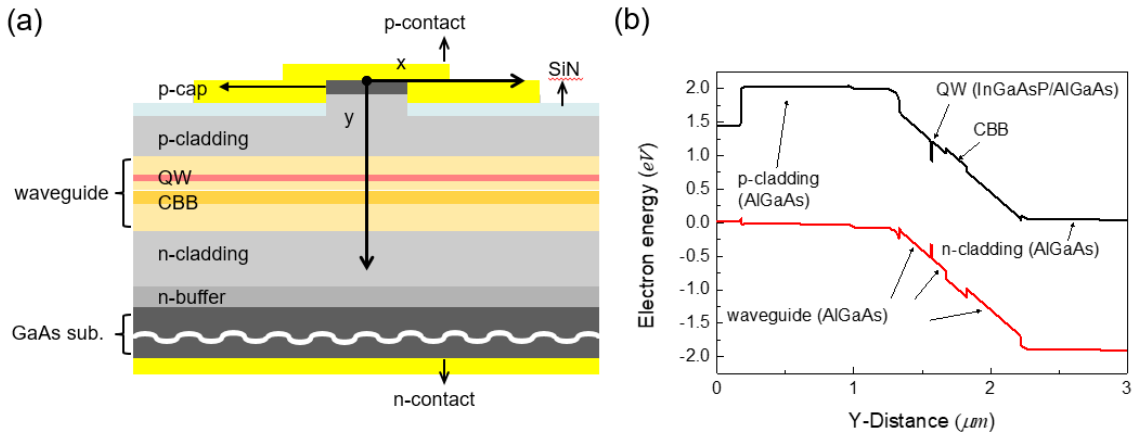 (a)
p-contact
x
SiN
p-cap
y
p-cladding
waveguide
QW
CBB
n-cladding
n-buffer
GaAs sub.
n-contact
(b)
Electron energy (eV)
2.0
1.5
1.0
0.5
0.0
-0.5
-1.0
-1.5
-2.0
QW (InGaAsP/AlGaAs)
CBB
p-cladding
(AlGaAs)
n-cladding (AlGaAs)
waveguide (AlGaAs)
0 1 2 3
Y-Distance (μm)